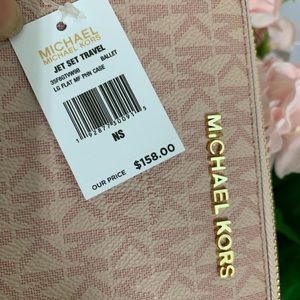 MICHAEL
MICHAEL KORS
JET SET TRAVEL
BALLET
LG FLAT MF PHN CASE
NS
OUR PRICE $158.00
MICHAEL KORS